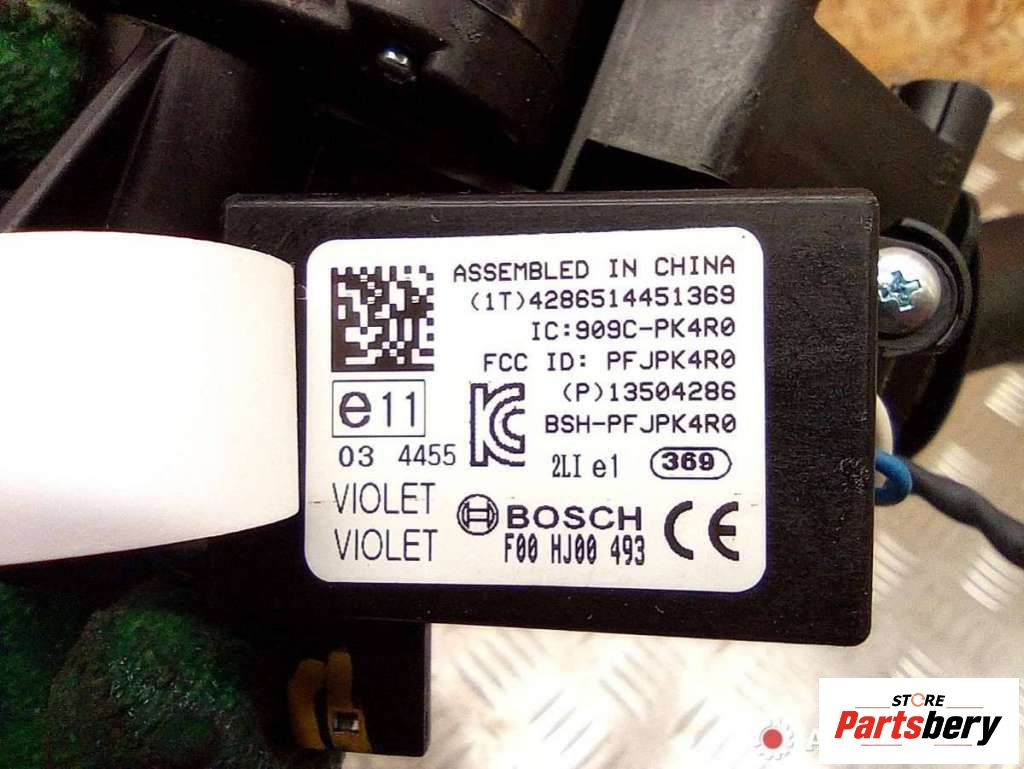 ASSEMBLED IN CHINA
(1T)4286514451369
IC:909C-PK4R0
FCC ID: PFJPK4R0
(P)13504286
BSH-PFJPK4R0
e11
03 4455
2LI e1 369
VIOLET
VIOLET
BOSCH
F00 HJ00 493
CE
STORE
Partsbery